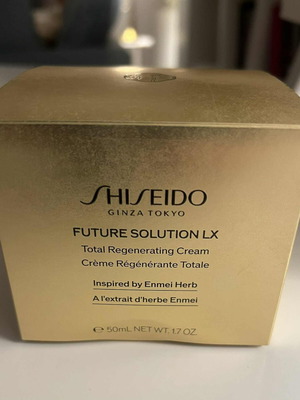 SHISEIDO
GINZA TOKYO
FUTURE SOLUTION LX
Total Regenerating Cream
Crème Régénérante Totale
Inspired by Enmei Herb
A l'extrait d'herbe Enmei
℮ 50mL NET WT. 1.7 OZ.